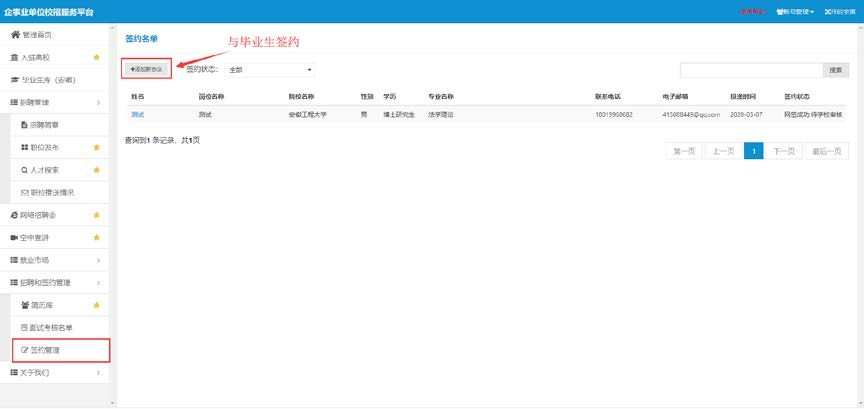 企事业单位校招服务平台
账号管理
开启全屏
管理首页
入驻高校
毕业生库（安徽）
招聘管理
招聘简章
职位发布
人才搜索
职位推送情况
网络招聘会
空中宣讲
就业市场
招聘和签约管理
简历库
面试考核名单
签约管理
关于我们
签约名单
与毕业生签约
+添加新协议
签约状态：
全部
搜索
姓名 岗位名称 院校名称 性别 学历 专业名称 联系电话 电子邮箱 投递时间 签约状态
测试 测试 安徽工程大学 男 博士研究生 法学理论 2020-03-07 网签成功,待学校审核
查询到1 条记录，共1页
第一页 上一页 1 下一页 最后一页